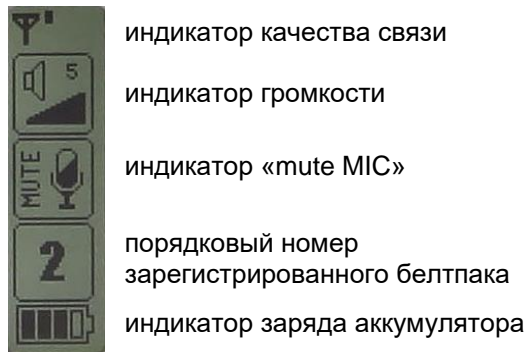 индикатор качества связи
5
индикатор громкости
MUTE
индикатор «mute MIC»
2
порядковый номер
зарегистрированного белтпака
индикатор заряда аккумулятора